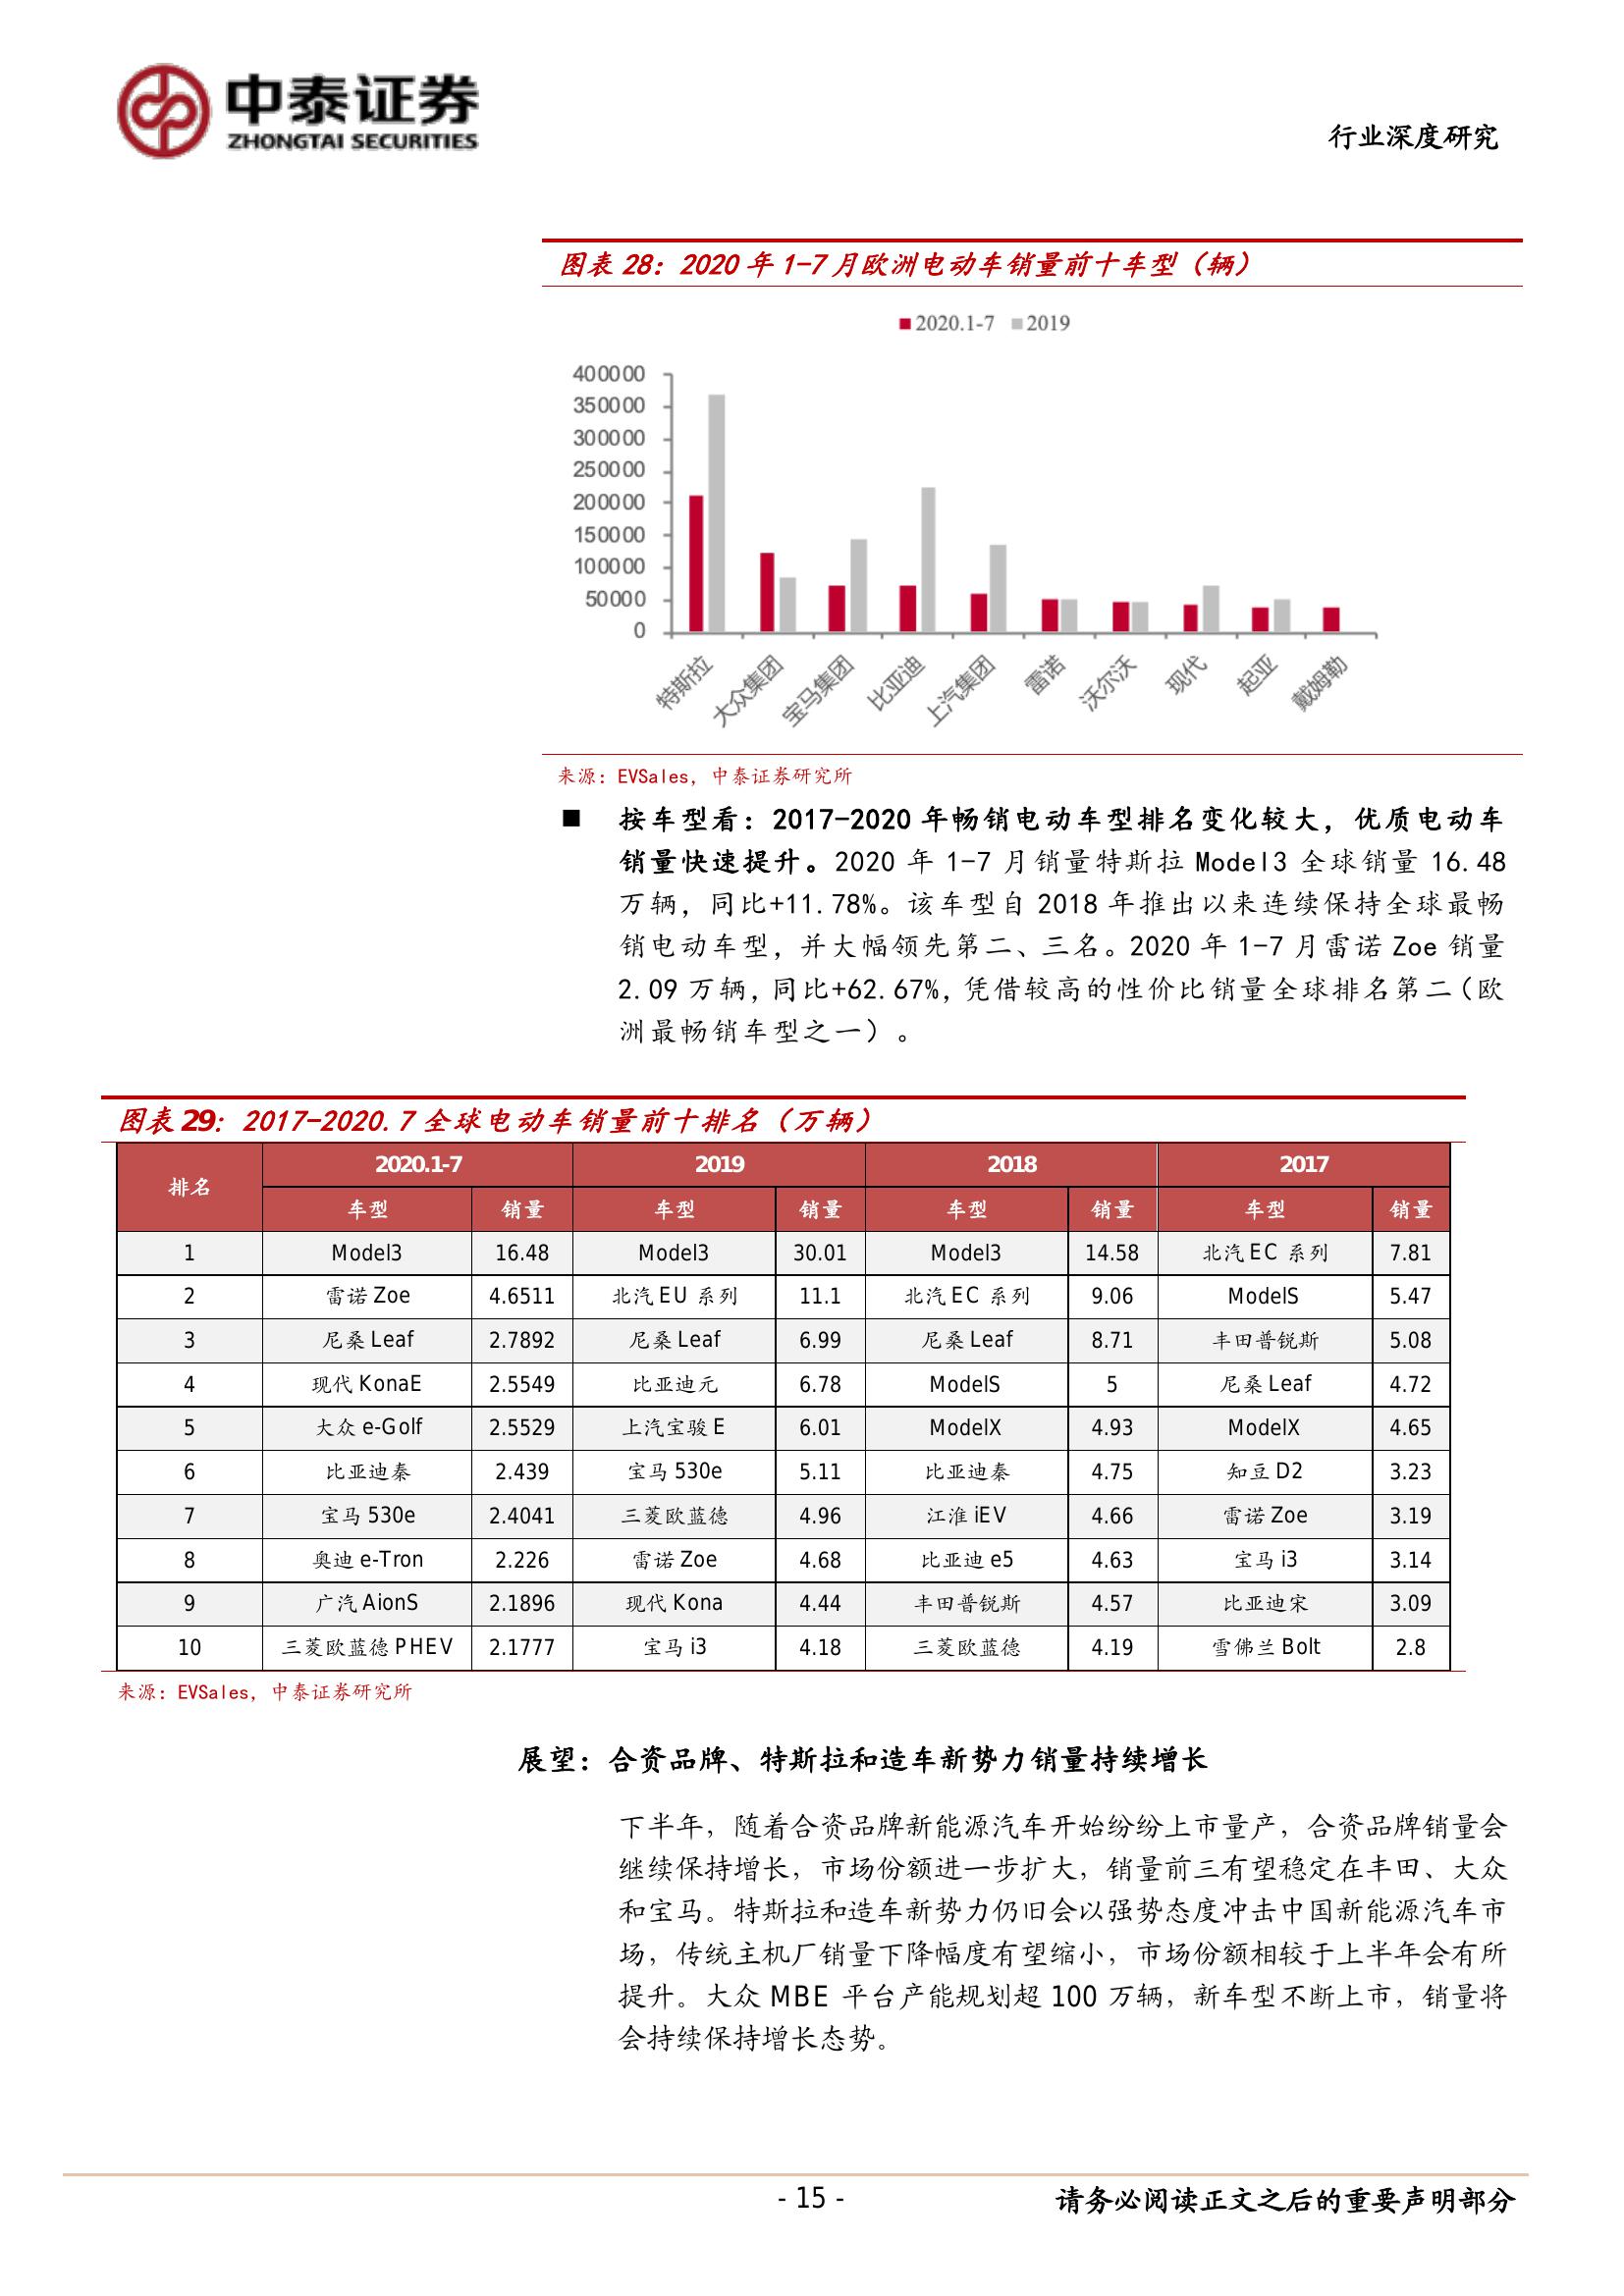 中泰证券
ZHONGTAI SECURITIES
行业深度研究
图表 28：2020 年 1-7 月欧洲电动车销量前十车型（辆）
2020.1-7 2019
400000
350000
300000
250000
200000
150000
100000
50000
0
特斯拉 大众集团 宝马集团 比亚迪 上汽集团 雷诺 沃尔沃 现代 起亚 戴姆勒
来源：EVSales，中泰证券研究所
■ 按车型看：2017-2020 年畅销电动车型排名变化较大，优质电动车
销量快速提升。2020 年 1-7 月销量特斯拉 Model3 全球销量 16.48
万辆，同比+11.78%。该车型自 2018 年推出以来连续保持全球最畅
销电动车型，并大幅领先第二、三名。2020 年 1-7 月雷诺 Zoe 销量
2.09 万辆，同比+62.67%，凭借较高的性价比销量全球排名第二（欧
洲最畅销车型之一）。
图表 29：2017-2020.7 全球电动车销量前十排名（万辆）
排名 2020.1-7 2019 2018 2017
车型 销量 车型 销量 车型 销量 车型 销量
1 Model3 16.48 Model3 30.01 Model3 14.58 北汽 EC 系列 7.81
2 雷诺 Zoe 4.6511 北汽 EU 系列 11.1 北汽 EC 系列 9.06 ModelS 5.47
3 尼桑 Leaf 2.7892 尼桑 Leaf 6.99 尼桑 Leaf 8.71 丰田普锐斯 5.08
4 现代 KonaE 2.5549 比亚迪元 6.78 ModelS 5 尼桑 Leaf 4.72
5 大众 e-Golf 2.5529 上汽宝骏 E 6.01 ModelX 4.93 ModelX 4.65
6 比亚迪秦 2.439 宝马 530e 5.11 比亚迪秦 4.75 知豆 D2 3.23
7 宝马 530e 2.4041 三菱欧蓝德 4.96 江淮 iEV 4.66 雷诺 Zoe 3.19
8 奥迪 e-Tron 2.226 雷诺 Zoe 4.68 比亚迪 e5 4.63 宝马 i3 3.14
9 广汽 AionS 2.1896 现代 Kona 4.44 丰田普锐斯 4.57 比亚迪宋 3.09
10 三菱欧蓝德 PHEV 2.1777 宝马 i3 4.18 三菱欧蓝德 4.19 雪佛兰 Bolt 2.8
来源：EVSales，中泰证券研究所
展望：合资品牌、特斯拉和造车新势力销量持续增长
下半年，随着合资品牌新能源汽车开始纷纷上市量产，合资品牌销量会
继续保持增长，市场份额进一步扩大，销量前三有望稳定在丰田、大众
和宝马。特斯拉和造车新势力仍旧会以强势态度冲击中国新能源汽车市
场，传统主机厂销量下降幅度有望缩小，市场份额相较于上半年会有所
提升。大众 MBE 平台产能规划超 100 万辆，新车型不断上市，销量将
会持续保持增长态势。
- 15 -
请务必阅读正文之后的重要声明部分